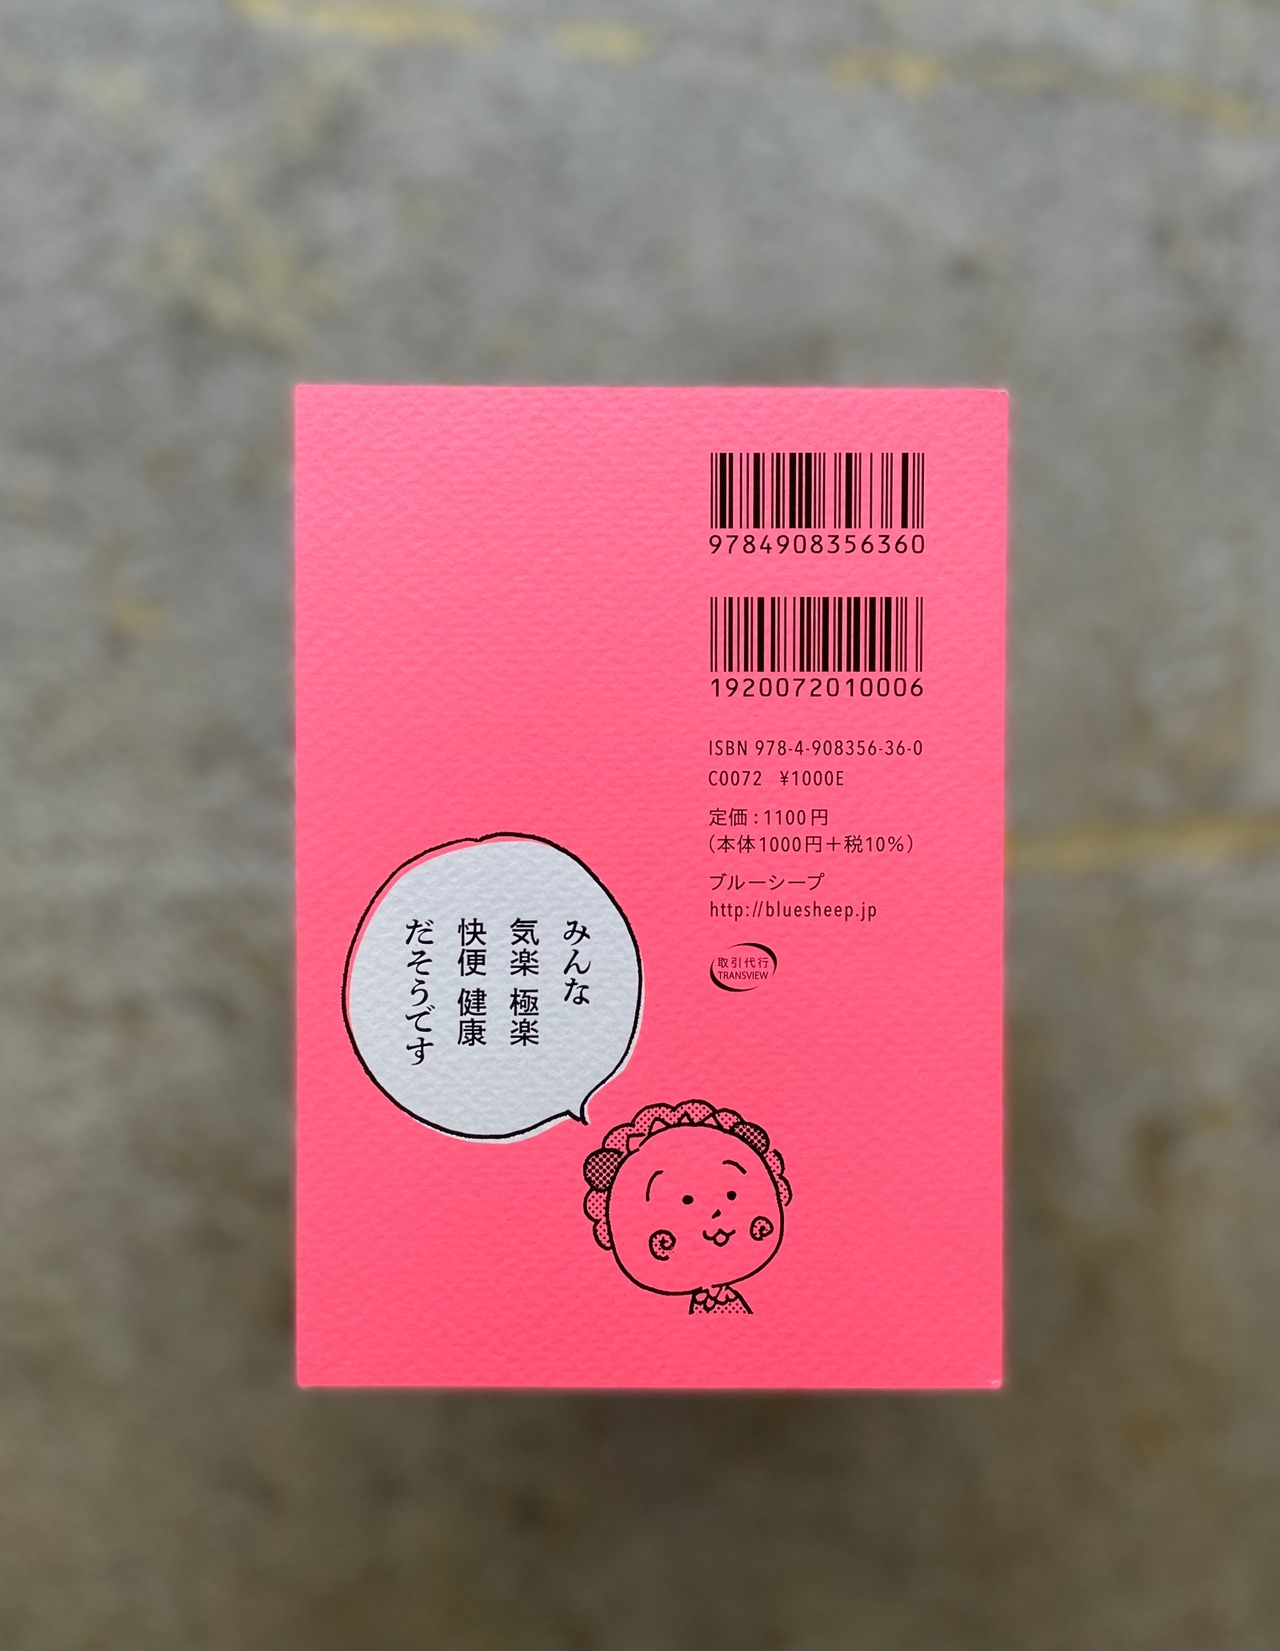 9784908356360
1920072010006
ISBN 978-4-908356-36-0
C0072 ¥1000E
定価:1100円
(本体1000円+税10%)
ブルーシープ
http://bluesheep.jp
取引代行
TRANSVIEW
みんな
気楽 極楽
快便 健康
だそうです